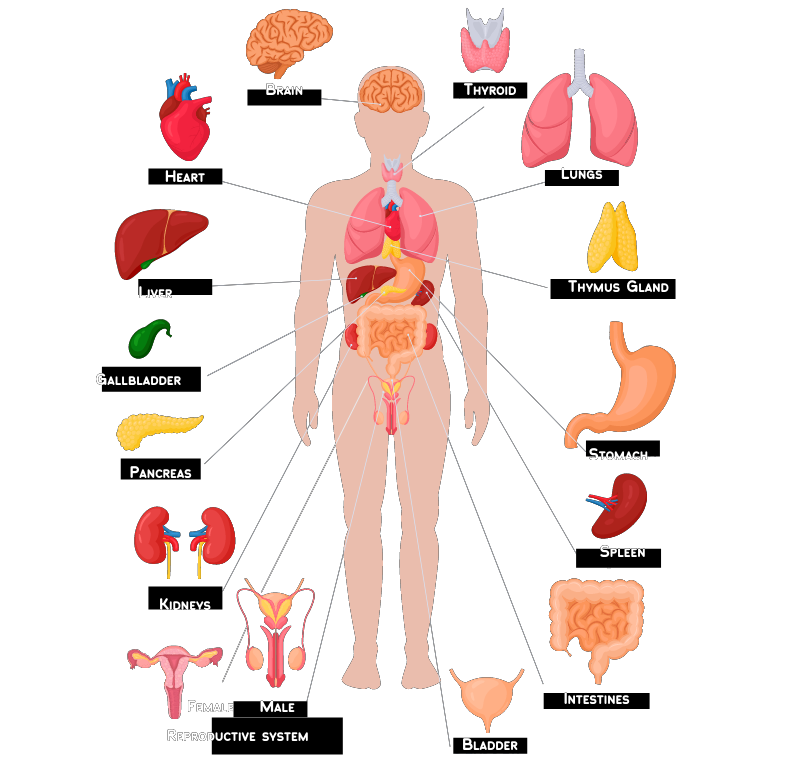 Brain
Thyroid
Heart
Lungs
Liver
Thymus Gland
Gallbladder
Pancreas
Stomach
Spleen
Kidneys
Intestines
Female
Male
Reproductive system
Bladder